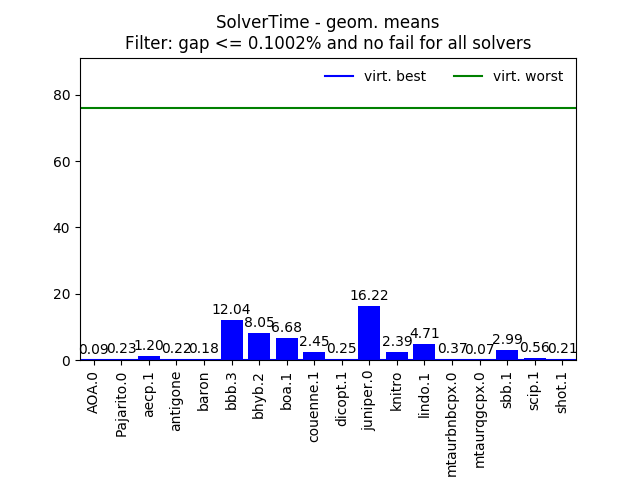 SolverTime - geom. means
Filter: gap <= 0.1002% and no fail for all solvers
virt. best
virt. worst
80
60
40
20
0
0.09
0.23
1.20
0.22
0.18
12.04
8.05
6.68
2.45
0.25
16.22
2.39
4.71
0.37
0.07
2.99
0.56
0.21
AOA.0
Pajarito.0
aecp.1
antigone
baron
bbb.3
bhyb.2
boa.1
couenne.1
dicopt.1
juniper.0
knitro
lindo.1
mtaurbnbcpx.0
mtaurqgcpx.0
sbb.1
scip.1
shot.1